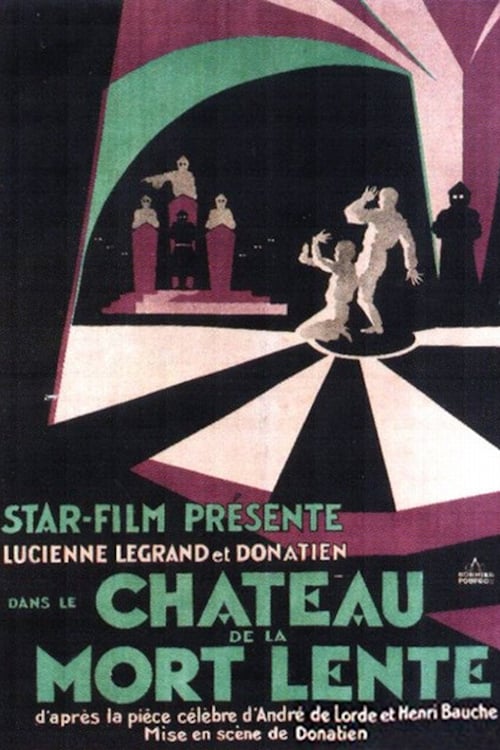 STAR-FILM PRÉSENTE
LUCIENNE LEGRAND et DONATIEN
DANS LE CHATEAU
DE LA
MORT LENTE
d'après la pièce célèbre d'André de Lorde et Henri Bauche
Mise en scène de Donatien